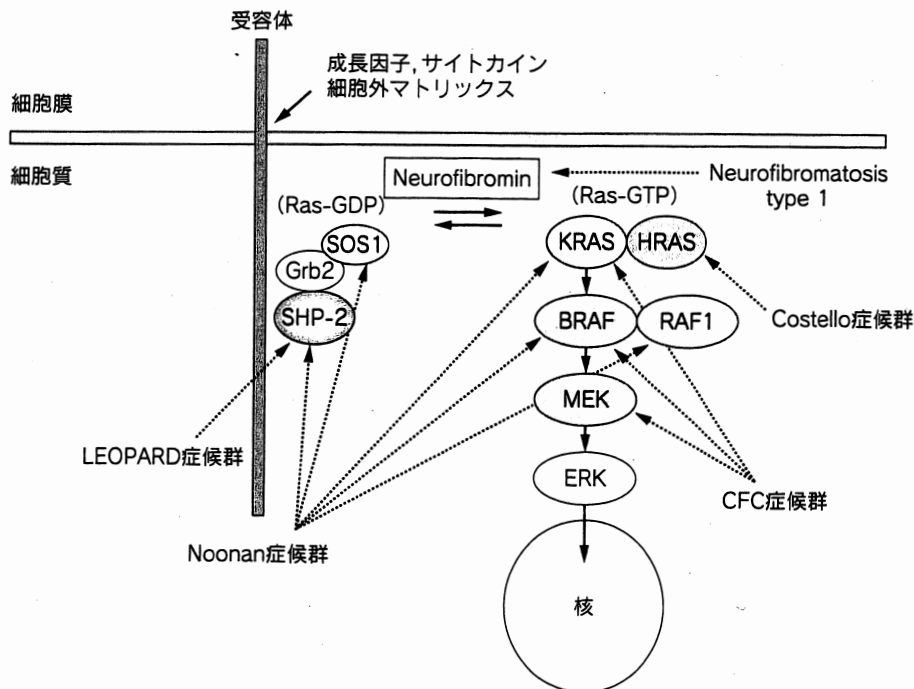 受容体
成長因子,サイトカイン
細胞外マトリックス
細胞膜
細胞質
Neurofibromin
Neurofibromatosis
type 1
(Ras-GDP)
(Ras-GTP)
SOS1
KRAS
HRAS
Grb2
SHP-2
BRAF
RAF1
Costello症候群
MEK
LEOPARD症候群
ERK
CFC症候群
Noonan症候群
核